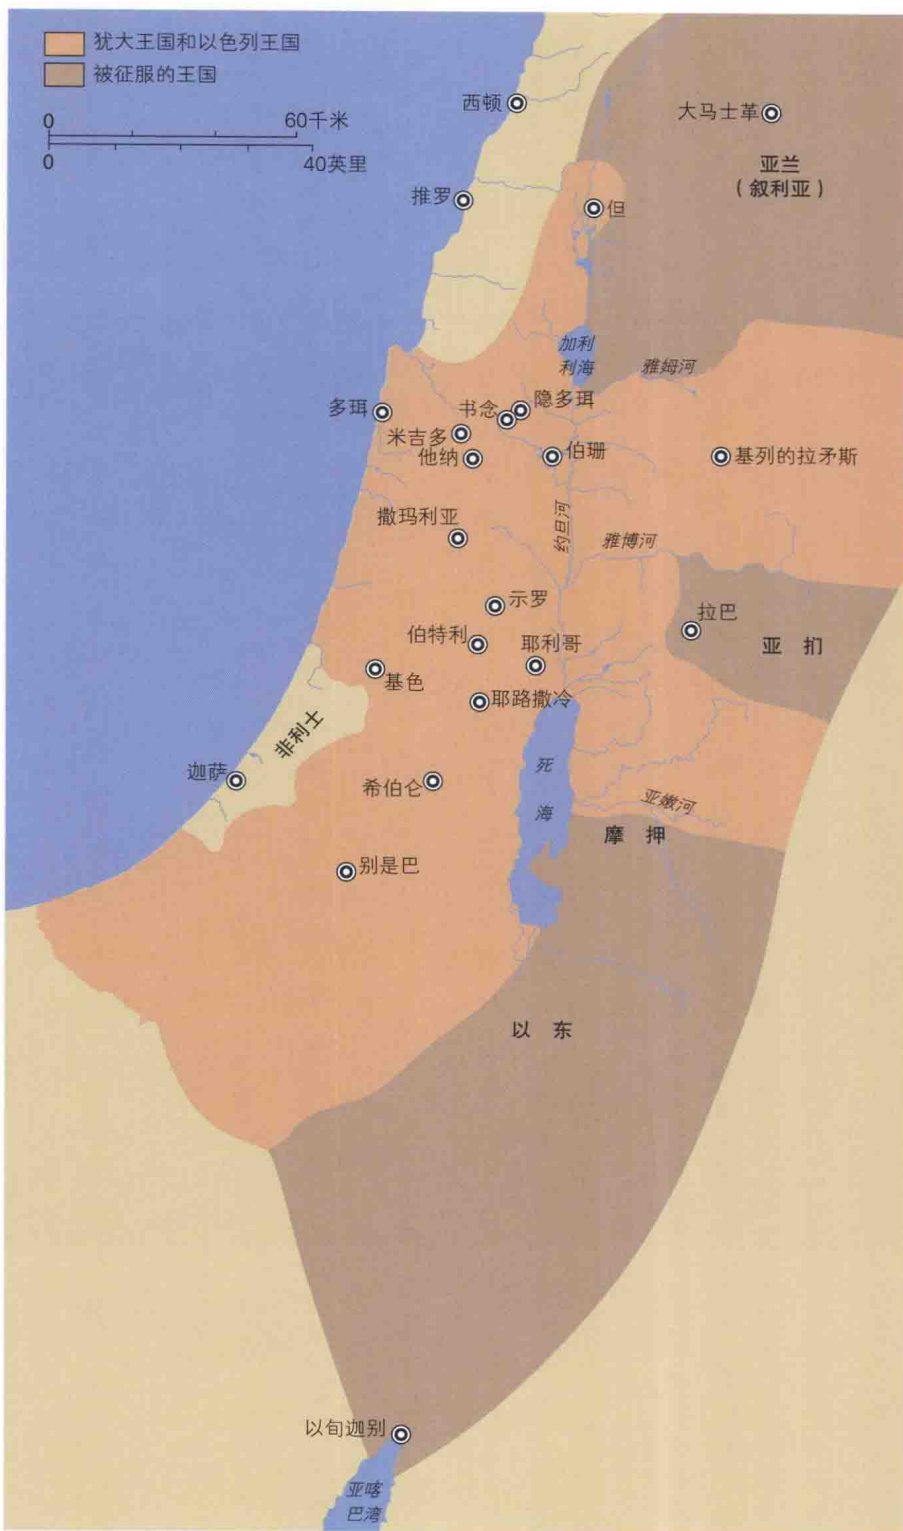 犹大王国和以色列王国
被征服的王国
0 60千米
0 40英里
西顿
大马士革
亚兰
（叙利亚）
推罗
但
加利
利海
雅姆河
多珥
书念
隐多珥
米吉多
他纳
伯珊
基列的拉矛斯
撒玛利亚
约旦河
雅博河
示罗
拉巴
伯特利
耶利哥
亚扪
基色
耶路撒冷
非利士
迦萨
希伯仑
死
海
亚嫩河
摩押
别是巴
以东
以旬迦别
亚喀
巴湾